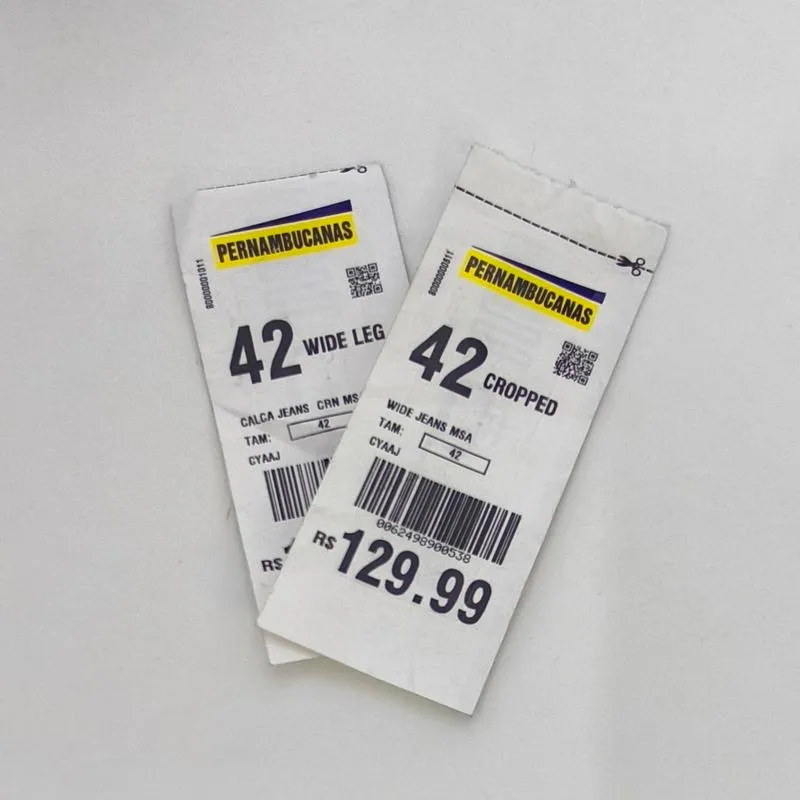 PERNAMBUCANAS
42 WIDE LEG
CALCA JEANS CRN MS
TAM: 42
CYAAJ
R$
PERNAMBUCANAS
42 CROPPED
WIDE JEANS MSA
TAM: 42
CYAAJ
0062498900538
R$ 129.99